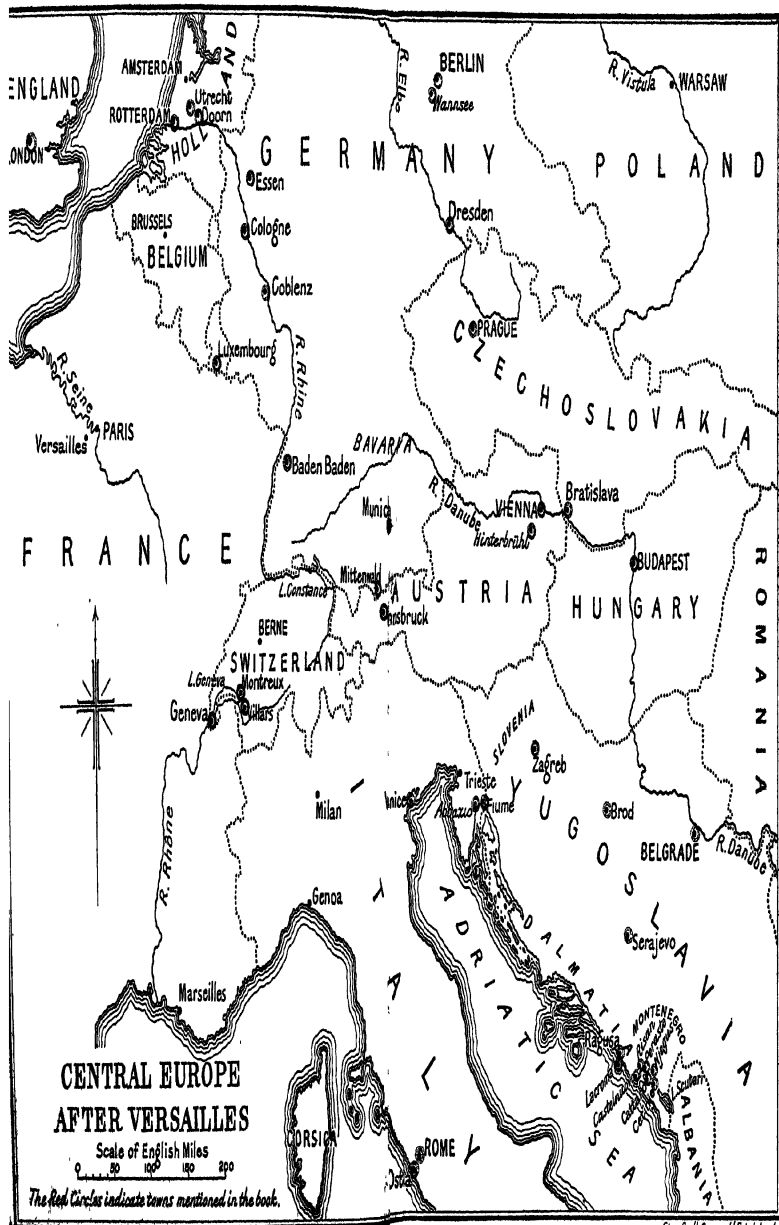 ENGLAND
LONDON
AMSTERDAM
Utrecht
Doorn
ROTTERDAM
HOLLAND
R. Elbe
BERLIN
Wannsee
R. Vistula
WARSAW
GERMANY
POLAND
Essen
BRUSSELS
BELGIUM
Cologne
Dresden
Coblenz
Luxembourg
R. Rhine
PRAGUE
CZECHOSLOVAKIA
R. Seine
PARIS
Versailles
Baden Baden
BAVARIA
R. Danube
VIENNA
Bratislava
Hinterbrühl
Munich
FRANCE
L. Constance
Mittenwald
AUSTRIA
Innsbruck
BUDAPEST
HUNGARY
ROMANIA
BERNE
SWITZERLAND
L. Geneva
Montreux
Geneva
Villars
SLOVENIA
Zagreb
Trieste
Fiume
Milan
Brod
YUGOSLAVIA
BELGRADE
R. Danube
R. Rhône
ITALY
Genoa
ADRIATIC SEA
DALMATIA
Serajevo
Marseilles
MONTENEGRO
Ragusa
L. Scutari
ALBANIA
CORSICA
ROME
Ostia
CENTRAL EUROPE
AFTER VERSAILLES
Scale of English Miles
0 50 100 150 200
The Red Circles indicate towns mentioned in the book.